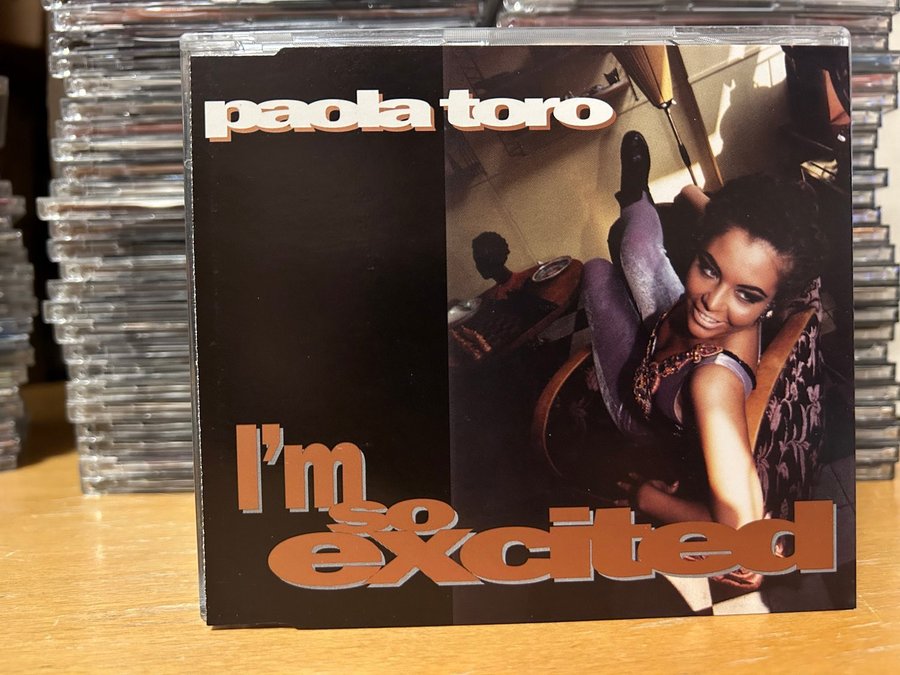 paola toro
I'm
so
excited